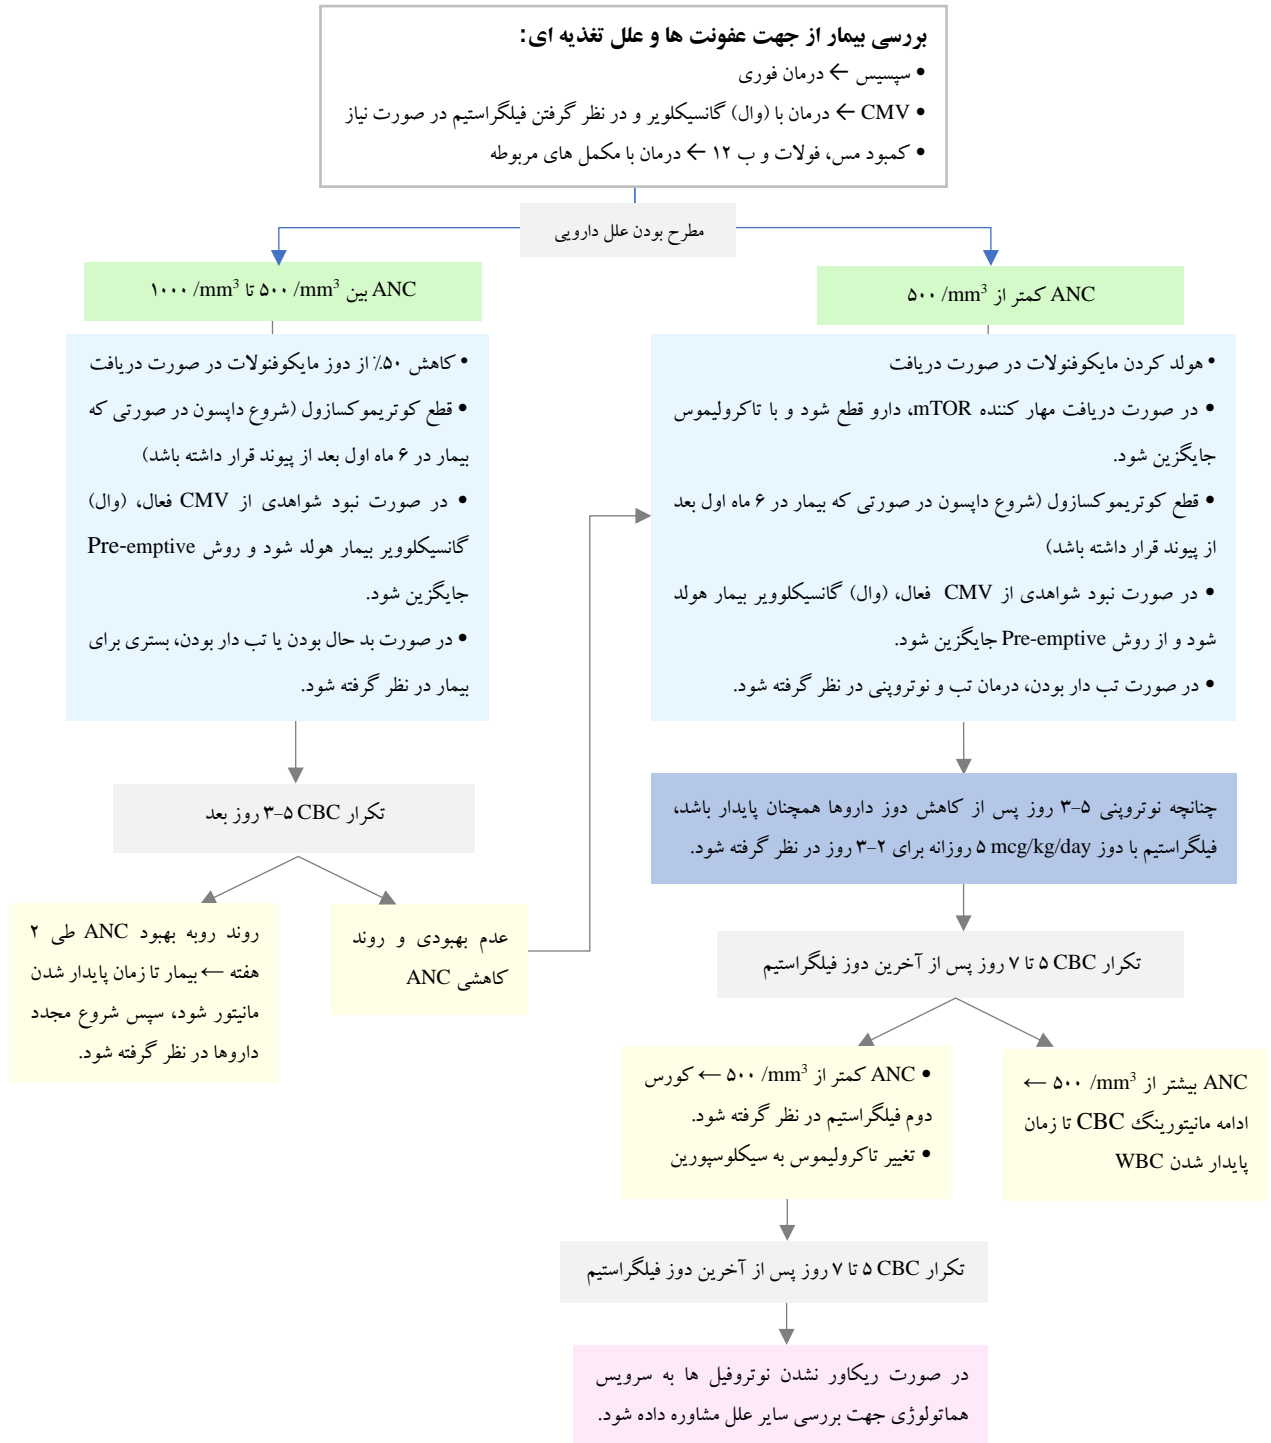 بررسی بیمار از جهت عفونت ها و علل تغذیه ای:
• سپسیس ← درمان فوری
• CMV ← درمان با (وال) گانسیکلویر و در نظر گرفتن فیلگراستیم در صورت نیاز
• کمبود مس، فولات و ب ۱۲ ← درمان با مکمل های مربوطه
مطرح بودن علل دارویی
ANC کمتر از ۵۰۰ /mm³
• هولد کردن مایکوفنولات در صورت دریافت
• در صورت دریافت مهار کننده mTOR، دارو قطع شود و با تاکرولیموس
جایگزین شود.
• قطع کوتریموکسازول (شروع داپسون در صورتی که بیمار در ۶ ماه اول بعد
از پیوند قرار داشته باشد)
• در صورت نبود شواهدی از CMV فعال، (وال) گانسیکلوویر بیمار هولد
شود و از روش Pre-emptive جایگزین شود.
• در صورت تب دار بودن، درمان تب و نوتروپنی در نظر گرفته شود.
چنانچه نوتروپنی ۵-۳ روز پس از کاهش دوز داروها همچنان پایدار باشد،
فیلگراستیم با دوز ۵ mcg/kg/day روزانه برای ۲-۳ روز در نظر گرفته شود.
تکرار CBC ۵ تا ۷ روز پس از آخرین دوز فیلگراستیم
ANC بیشتر از ۵۰۰ /mm³ ←
ادامه مانیتورینگ CBC تا زمان
پایدار شدن WBC
• ANC کمتر از ۵۰۰ /mm³ ← کورس
دوم فیلگراستیم در نظر گرفته شود.
• تغییر تاکرولیموس به سیکلوسپورین
تکرار CBC ۵ تا ۷ روز پس از آخرین دوز فیلگراستیم
در صورت ریکاور نشدن نوتروفیل ها به سرویس
هماتولوژی جهت بررسی سایر علل مشاوره داده شود.
ANC بین ۵۰۰ /mm³ تا ۱۰۰۰ /mm³
• کاهش ۵۰٪ از دوز مایکوفنولات در صورت دریافت
• قطع کوتریموکسازول (شروع داپسون در صورتی که
بیمار در ۶ ماه اول بعد از پیوند قرار داشته باشد)
• در صورت نبود شواهدی از CMV فعال، (وال)
گانسیکلوویر بیمار هولد شود و روش Pre-emptive
جایگزین شود.
• در صورت بد حال بودن یا تب دار بودن، بستری برای
بیمار در نظر گرفته شود.
تکرار CBC ۳-۵ روز بعد
عدم بهبودی و روند
کاهشی ANC
روند روبه بهبود ANC طی ۲
هفته ← بیمار تا زمان پایدار شدن
مانیتور شود، سپس شروع مجدد
داروها در نظر گرفته شود.